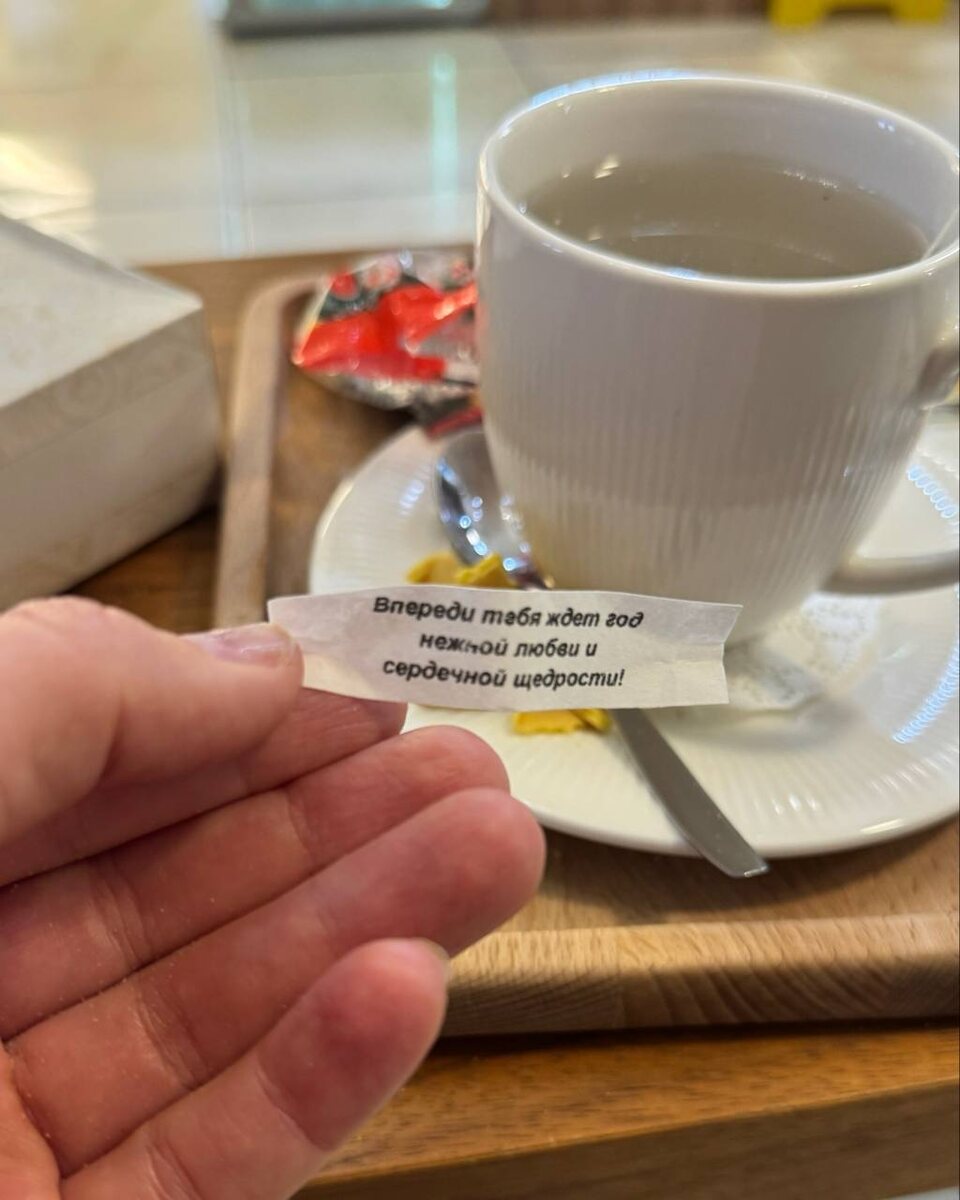 Впереди тебя ждет год
нежной любви и
сердечной щедрости!